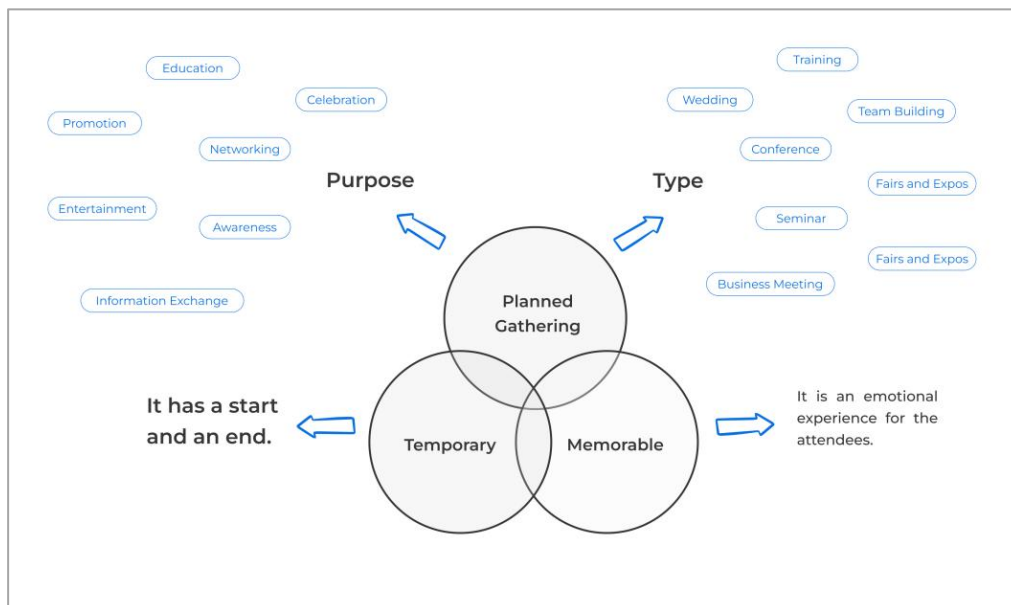 Education
Celebration
Promotion
Networking
Purpose
Entertainment
Awareness
Information Exchange
Training
Wedding
Team Building
Conference
Type
Fairs and Expos
Seminar
Fairs and Expos
Business Meeting
Planned
Gathering
It has a start
and an end.
Temporary
Memorable
It is an emotional
experience for the
attendees.